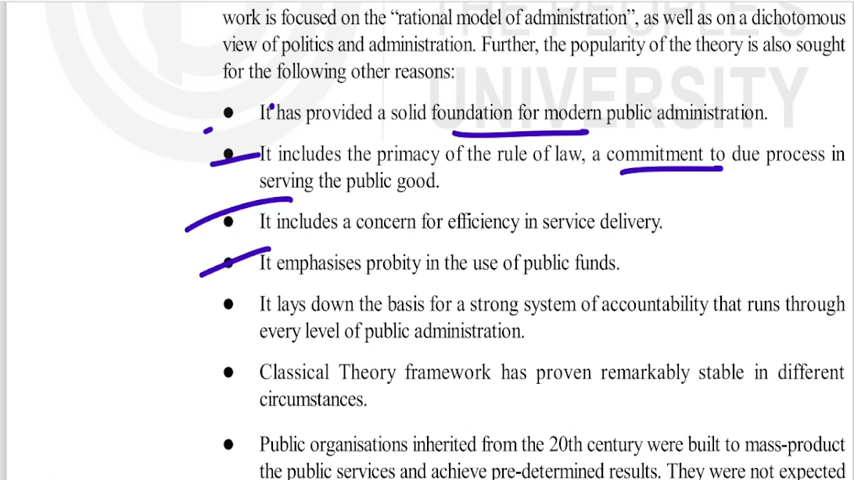 THE PEOPLE'S
UNIVERSITY
work is focused on the “rational model of administration”, as well as on a dichotomous
view of politics and administration. Further, the popularity of the theory is also sought
for the following other reasons:
● It has provided a solid foundation for modern public administration.
● It includes the primacy of the rule of law, a commitment to due process in
serving the public good.
● It includes a concern for efficiency in service delivery.
● It emphasises probity in the use of public funds.
● It lays down the basis for a strong system of accountability that runs through
every level of public administration.
● Classical Theory framework has proven remarkably stable in different
circumstances.
● Public organisations inherited from the 20th century were built to mass-product
the public services and achieve pre-determined results. They were not expected